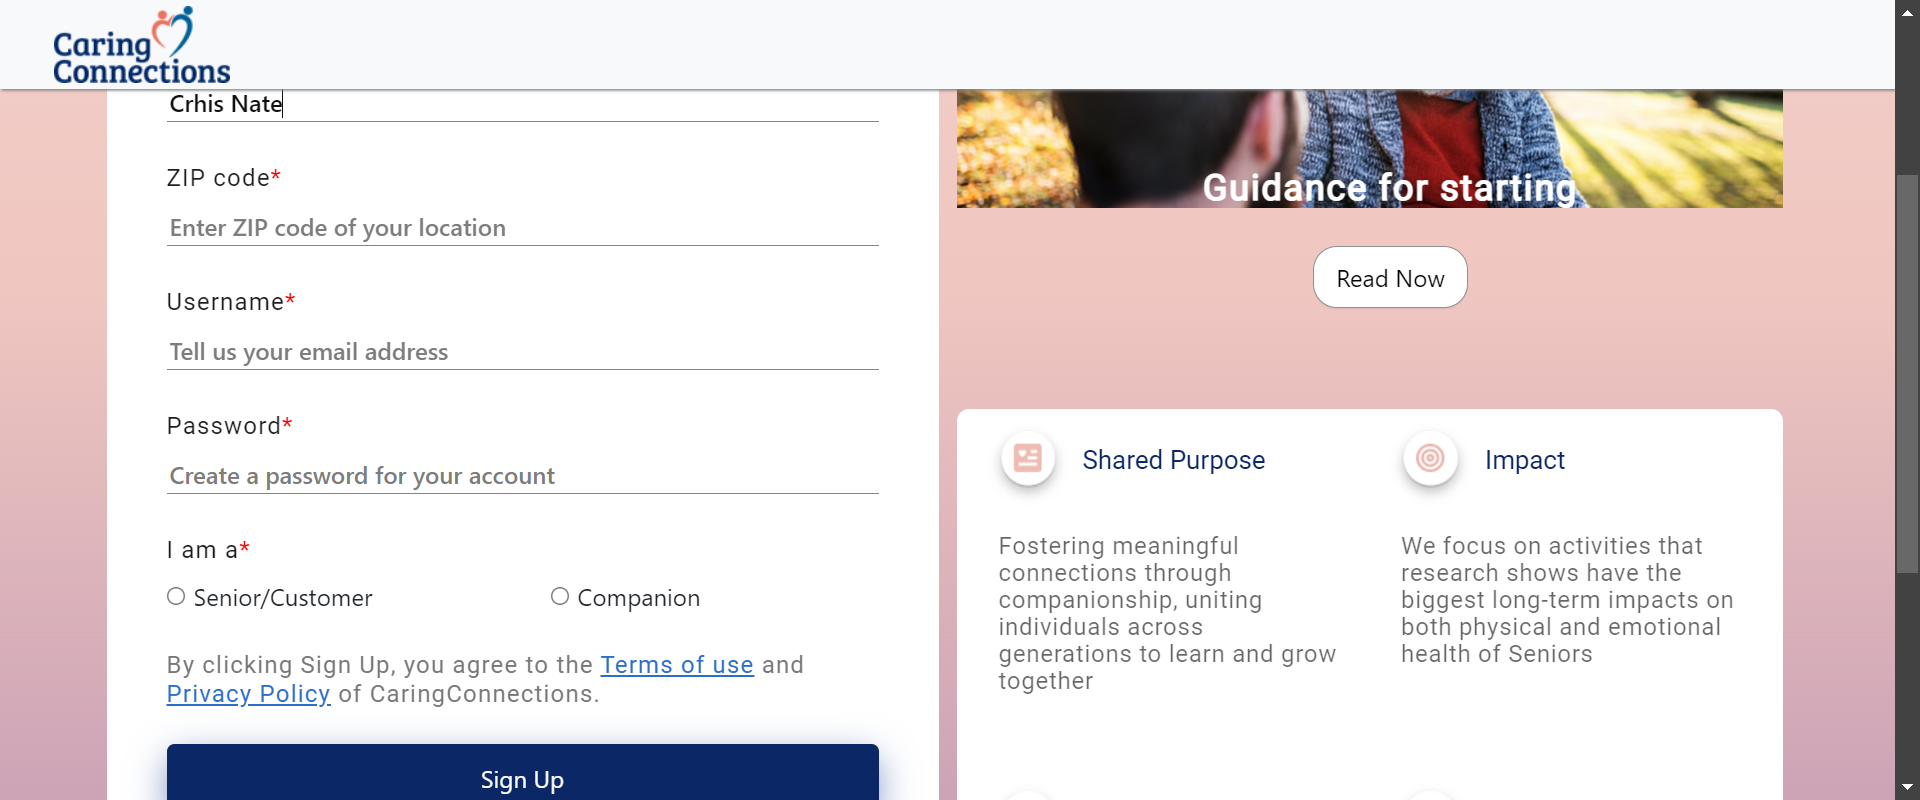 Caring
Connections
Crhis Nate
ZIP code*
Enter ZIP code of your location
Username*
Tell us your email address
Password*
Create a password for your account
I am a*
Senior/Customer
Companion
By clicking Sign Up, you agree to the Terms of use and
Privacy Policy of CaringConnections.
Sign Up
Guidance for starting
Read Now
Shared Purpose
Fostering meaningful
connections through
companionship, uniting
individuals across
generations to learn and grow
together
Impact
We focus on activities that
research shows have the
biggest long-term impacts on
both physical and emotional
health of Seniors